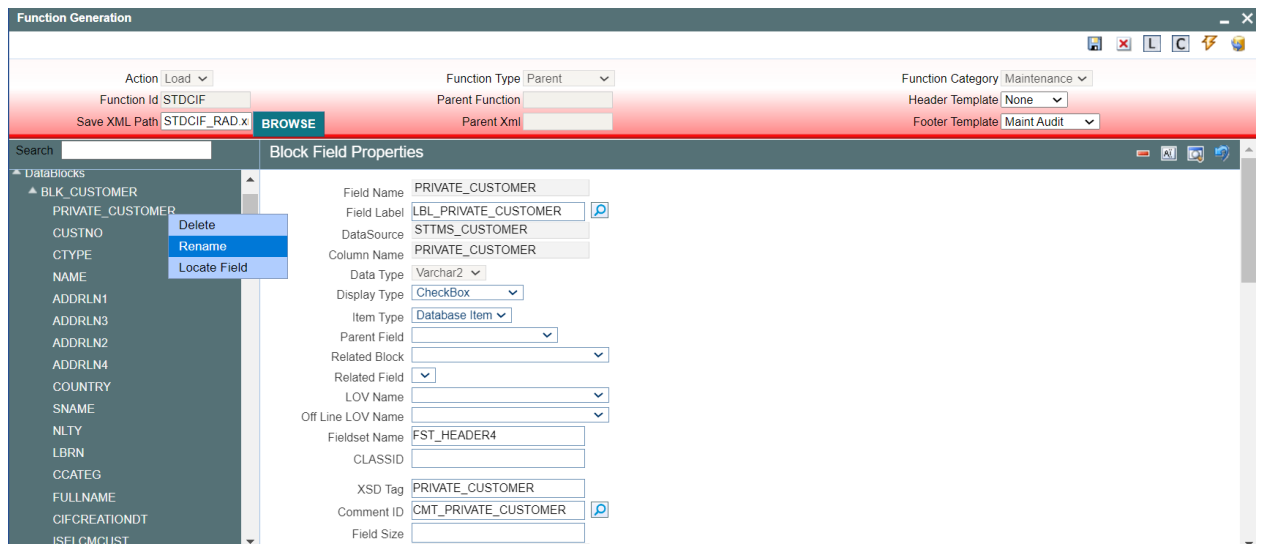 Function Generation
L C
Action Load Function Type Parent Function Category Maintenance
Function Id STDCIF Parent Function Header Template None
Save XML Path STDCIF_RAD.x BROWSE Parent Xml Footer Template Maint Audit
Search Block Field Properties
DataBlocks
BLK_CUSTOMER
PRIVATE_CUSTOMER
CUSTNO
CTYPE
NAME
ADDRLN1
ADDRLN3
ADDRLN2
ADDRLN4
COUNTRY
SNAME
NLTY
LBRN
CCATEG
FULLNAME
CIFCREATIONDT
ISELCMCUST
Delete
Rename
Locate Field
Field Name PRIVATE_CUSTOMER
Field Label LBL_PRIVATE_CUSTOMER
DataSource STTMS_CUSTOMER
Column Name PRIVATE_CUSTOMER
Data Type Varchar2
Display Type CheckBox
Item Type Database Item
Parent Field
Related Block
Related Field
LOV Name
Off Line LOV Name
Fieldset Name FST_HEADER4
CLASSID
XSD Tag PRIVATE_CUSTOMER
Comment ID CMT_PRIVATE_CUSTOMER
Field Size